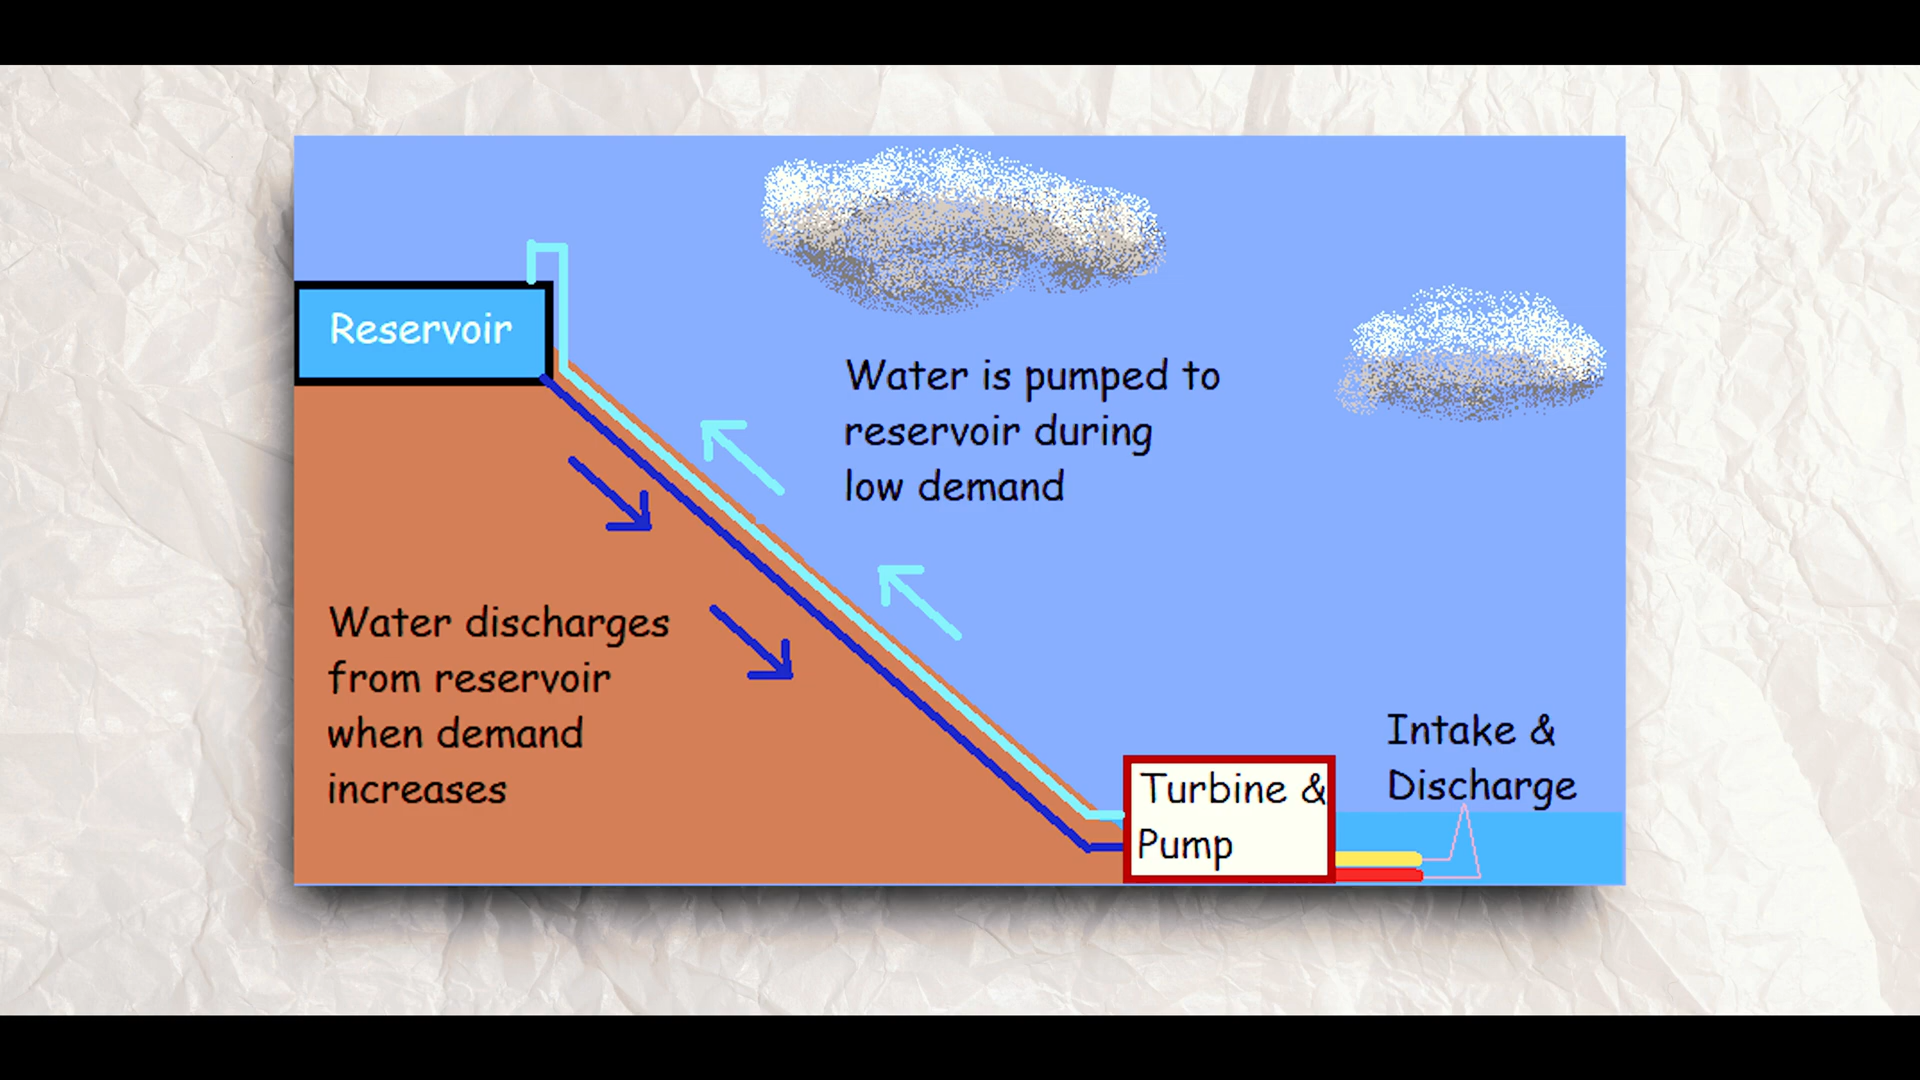 Reservoir
Water is pumped to
reservoir during
low demand
Water discharges
from reservoir
when demand
increases
Turbine &
Pump
Intake &
Discharge